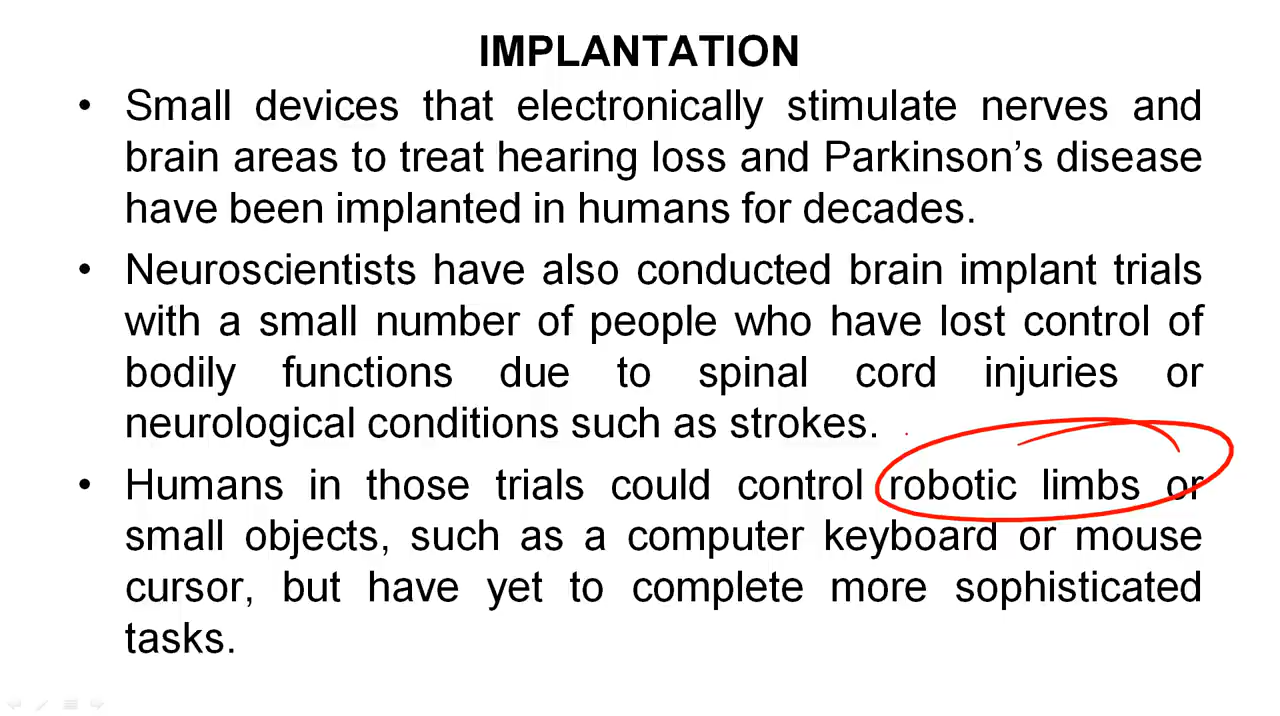 IMPLANTATION
• Small devices that electronically stimulate nerves and
brain areas to treat hearing loss and Parkinson’s disease
have been implanted in humans for decades.
• Neuroscientists have also conducted brain implant trials
with a small number of people who have lost control of
bodily functions due to spinal cord injuries or
neurological conditions such as strokes.
• Humans in those trials could control robotic limbs or
small objects, such as a computer keyboard or mouse
cursor, but have yet to complete more sophisticated
tasks.